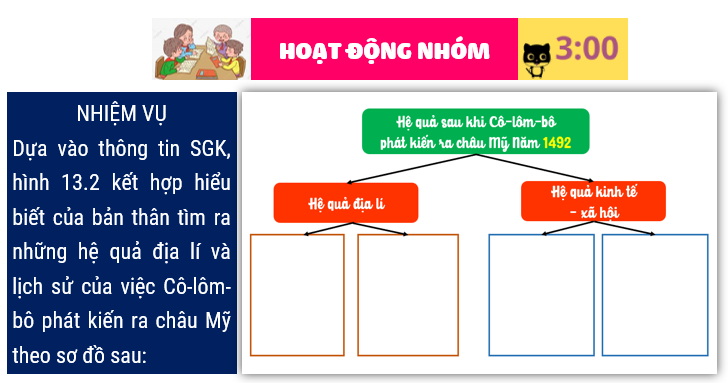 HOẠT ĐỘNG NHÓM
3:00
NHIỆM VỤ
Dựa vào thông tin SGK,
hình 13.2 kết hợp hiểu
biết của bản thân tìm ra
những hệ quả địa lí và
lịch sử của việc Cô-lôm-
bô phát kiến ra châu Mỹ
theo sơ đồ sau:
Hệ quả sau khi Cô-lôm-bô
phát kiến ra châu Mỹ Năm 1492
Hệ quả địa lí
Hệ quả kinh tế
- xã hội